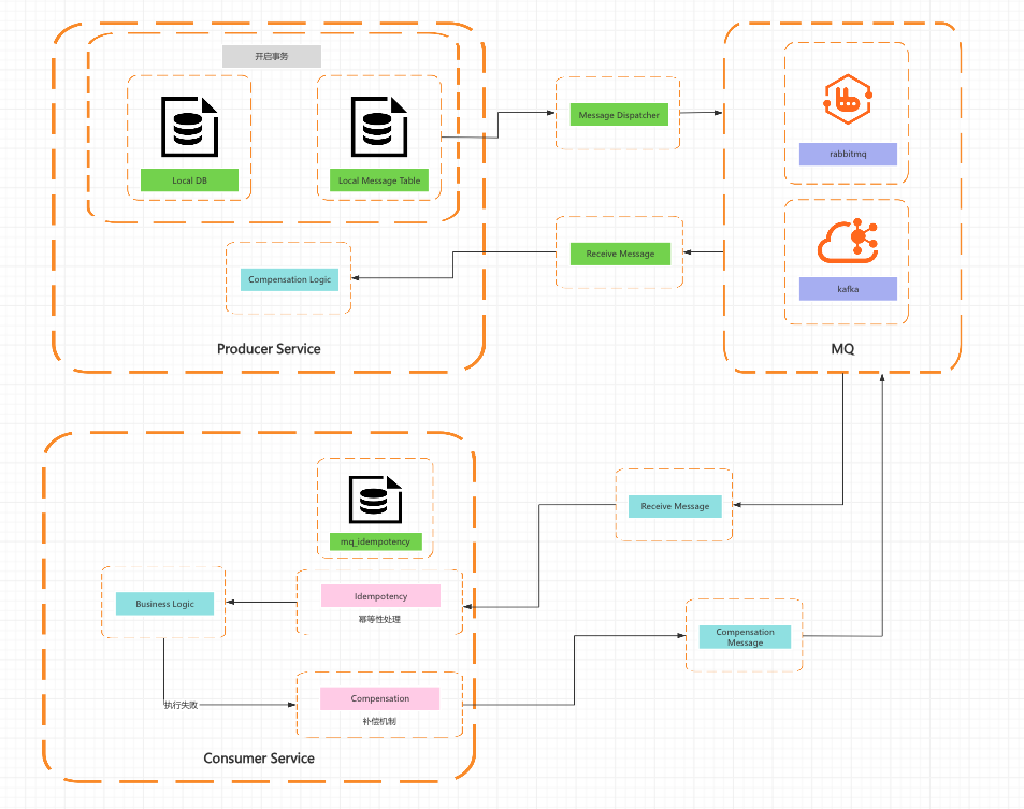 开启事务
Local DB
Local Message Table
Message Dispatcher
rabbitmq
Receive Message
Compensation Logic
kafka
Producer Service
MQ
mq_idempotency
Receive Message
Idempotency
幂等性处理
Business Logic
Compensation
Message
执行失败
Compensation
补偿机制
Consumer Service